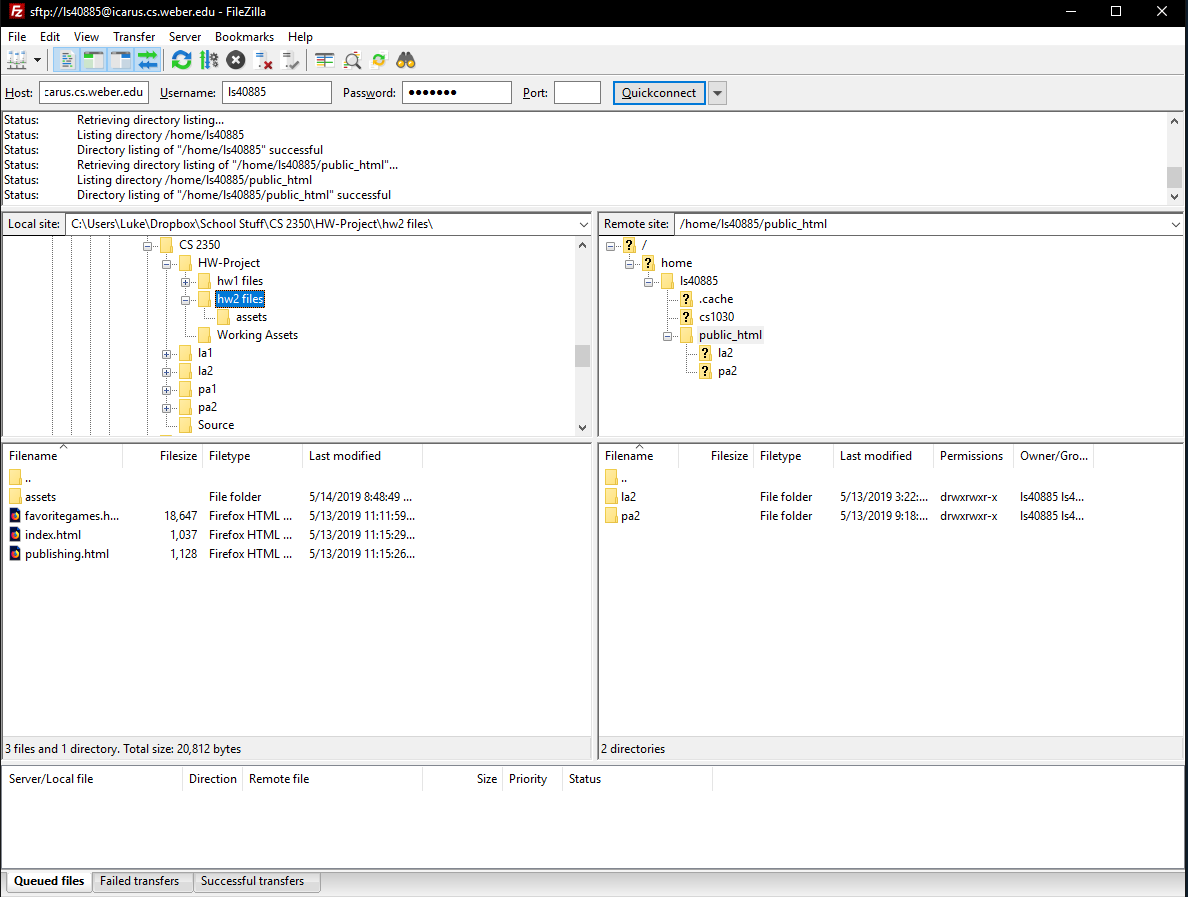 sftp://ls40885@icarus.cs.weber.edu - FileZilla
File Edit View Transfer Server Bookmarks Help
Host: carus.cs.weber.edu Username: ls40885 Password: ●●●●●●● Port: Quickconnect
Status: Retrieving directory listing...
Status: Listing directory /home/ls40885
Status: Directory listing of "/home/ls40885" successful
Status: Retrieving directory listing of "/home/ls40885/public_html"...
Status: Listing directory /home/ls40885/public_html
Status: Directory listing of "/home/ls40885/public_html" successful
Local site: C:\Users\Luke\Dropbox\School Stuff\CS 2350\HW-Project\hw2 files\
CS 2350
HW-Project
hw1 files
hw2 files
assets
Working Assets
la1
la2
pa1
pa2
Source
Remote site: /home/ls40885/public_html
/
home
ls40885
.cache
cs1030
public_html
la2
pa2
Filename Filesize Filetype Last modified
..
assets File folder 5/14/2019 8:48:49 ...
favoritegames.h... 18,647 Firefox HTML ... 5/13/2019 11:11:59...
index.html 1,037 Firefox HTML ... 5/13/2019 11:15:29...
publishing.html 1,128 Firefox HTML ... 5/13/2019 11:15:26...
3 files and 1 directory. Total size: 20,812 bytes
Filename Filesize Filetype Last modified Permissions Owner/Gro...
..
la2 File folder 5/13/2019 3:22:... drwxrwxr-x ls40885 ls4...
pa2 File folder 5/13/2019 9:18:... drwxrwxr-x ls40885 ls4...
2 directories
Server/Local file Direction Remote file Size Priority Status
Queued files Failed transfers Successful transfers